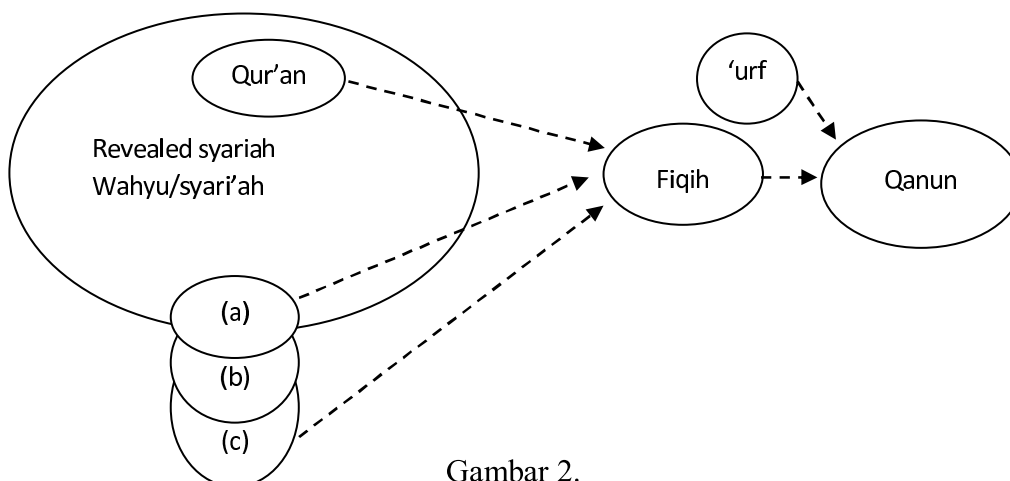 Qur’an
‘urf
Revealed syariah
Wahyu/syari’ah
Fiqih
Qanun
(a)
(b)
(c)
Gambar 2.